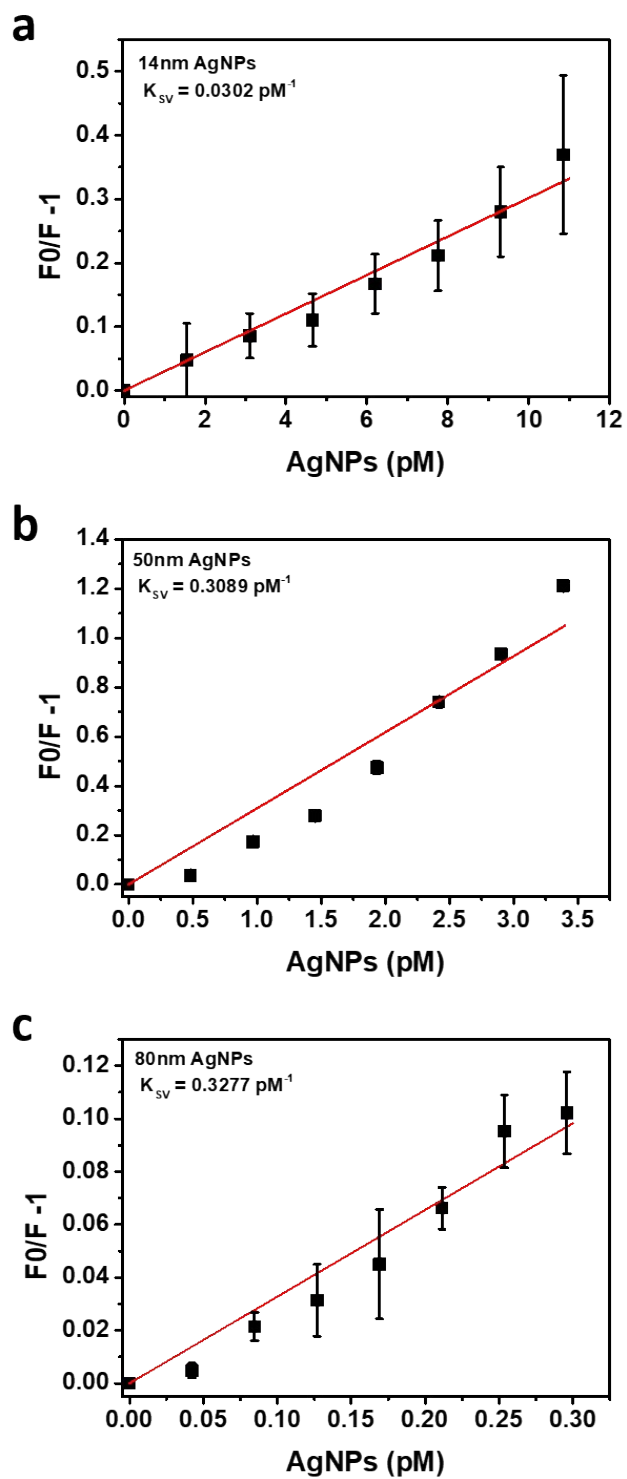 a
14nm AgNPs
K_sv = 0.0302 pM⁻¹
F0/F -1
0.5
0.4
0.3
0.2
0.1
0.0
0 2 4 6 8 10 12
AgNPs (pM)
b
50nm AgNPs
K_sv = 0.3089 pM⁻¹
F0/F -1
1.4
1.2
1.0
0.8
0.6
0.4
0.2
0.0
0.0 0.5 1.0 1.5 2.0 2.5 3.0 3.5
AgNPs (pM)
c
80nm AgNPs
K_sv = 0.3277 pM⁻¹
F0/F -1
0.12
0.10
0.08
0.06
0.04
0.02
0.00
0.00 0.05 0.10 0.15 0.20 0.25 0.30
AgNPs (pM)